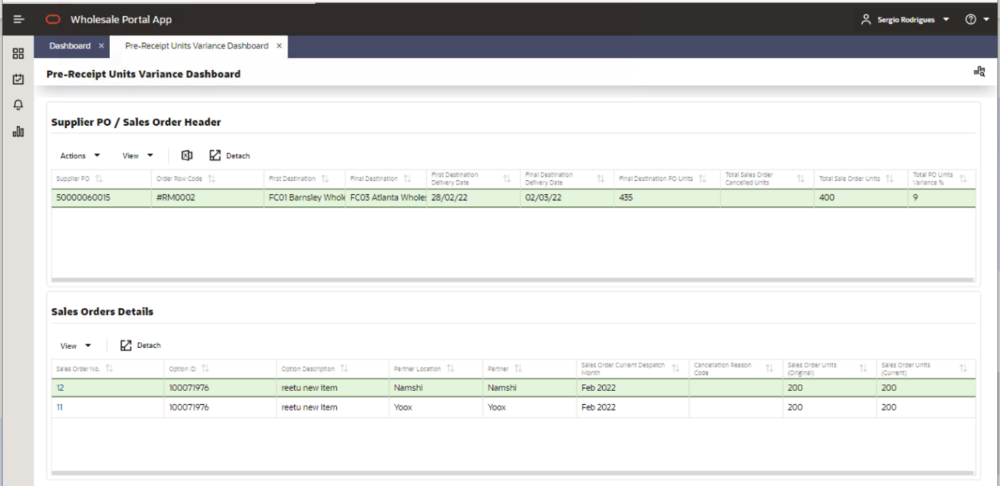 Wholesale Portal App
Sergio Rodrigues
Dashboard × Pre-Receipt Units Variance Dashboard ×
Pre-Receipt Units Variance Dashboard
Supplier PO / Sales Order Header
Actions View Detach
Supplier PO Order Row Code First Destination Final Destination First Destination Delivery Date Final Destination Delivery Date Final Destination PO Units Total Sales Order Cancelled Units Total Sale Order Units Total PO Units Variance %
50000060015 #RM0002 FC01 Barnsley Whole FC03 Atlanta Wholes 28/02/22 02/03/22 435 400 9
Sales Orders Details
View Detach
Sales Order No. Option ID Option Description Partner Location Partner Sales Order Current Despatch Month Cancellation Reason Code Sales Order Units (Original) Sales Order Units (Current)
12 100071976 reetu new item Namshi Namshi Feb 2022 200 200
11 100071976 reetu new item Yoox Yoox Feb 2022 200 200